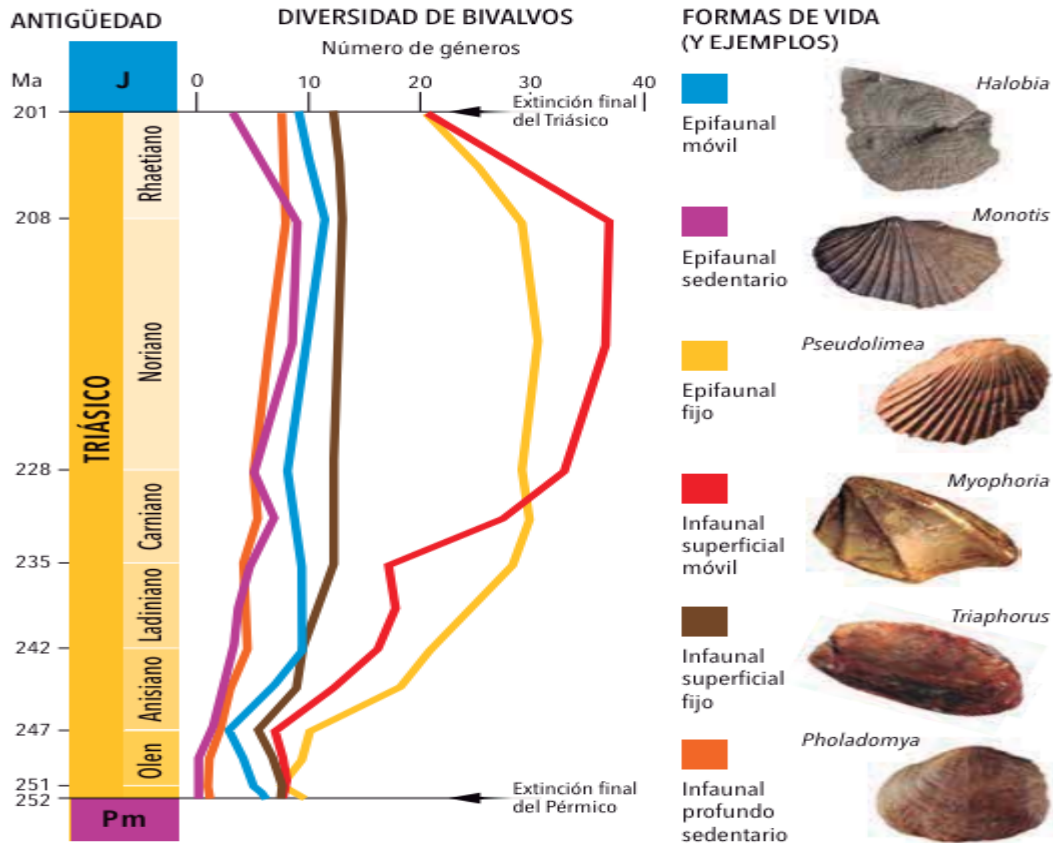 ANTIGÜEDAD
DIVERSIDAD DE BIVALVOS
Número de géneros
Ma
J
0
10
20
30
40
201
Extinción final
del Triásico
Rhaetiano
208
Noriano
TRIÁSICO
228
Carniano
235
Ladiniano
242
Anisiano
247
Olen
251
252
Extinción final
del Pérmico
Pm
FORMAS DE VIDA
(Y EJEMPLOS)
Halobia
Epifaunal
móvil
Monotis
Epifaunal
sedentario
Pseudolimea
Epifaunal
fijo
Myophoria
Infaunal
superficial
móvil
Triaphorus
Infaunal
superficial
fijo
Pholadomya
Infaunal
profundo
sedentario